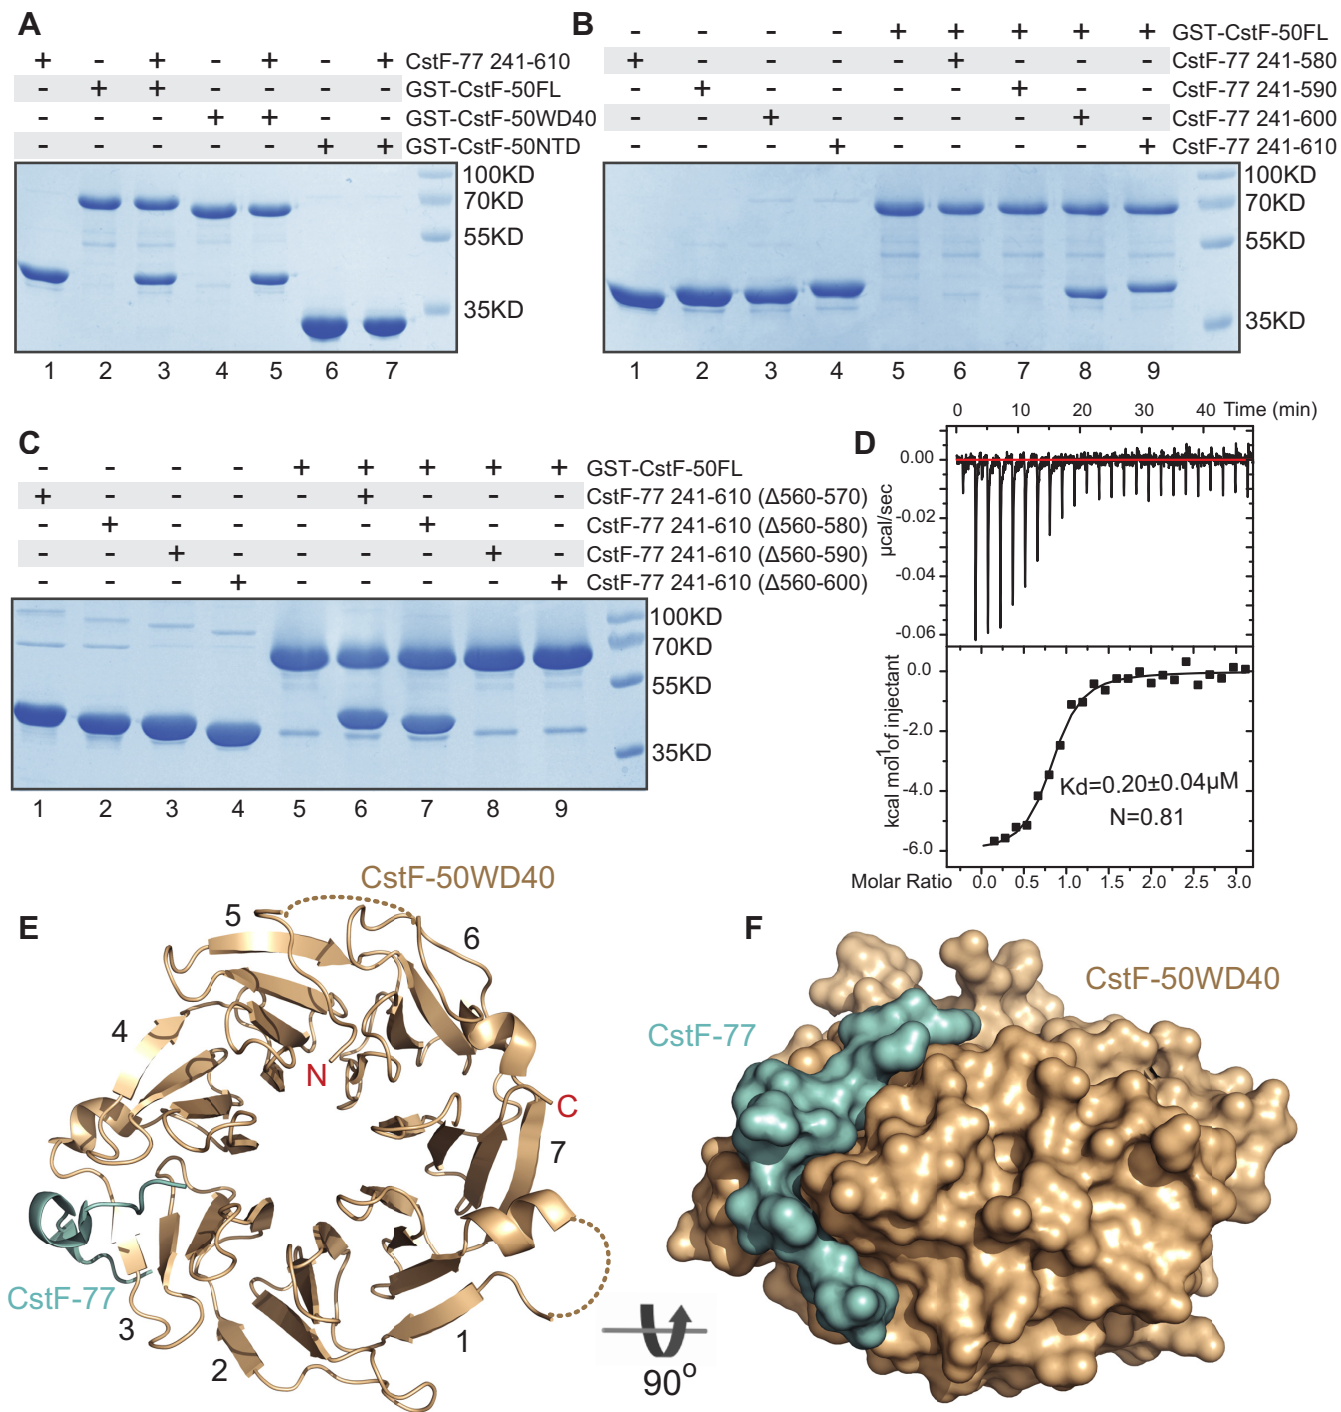 A
+ - + - + - + CstF-77 241-610
- + + - - - - GST-CstF-50FL
- - - + + - - GST-CstF-50WD40
- - - - - + + GST-CstF-50NTD
100KD
70KD
55KD
35KD
1 2 3 4 5 6 7
B
- - - - + + + + + GST-CstF-50FL
+ - - - - + - - - CstF-77 241-580
- + - - - - + - - CstF-77 241-590
- - + - - - - + - CstF-77 241-600
- - - + - - - - + CstF-77 241-610
100KD
70KD
55KD
35KD
1 2 3 4 5 6 7 8 9
C
- - - - + + + + + GST-CstF-50FL
+ - - - - + - - - CstF-77 241-610 (Δ560-570)
- + - - - - + - - CstF-77 241-610 (Δ560-580)
- - + - - - - + - CstF-77 241-610 (Δ560-590)
- - - + - - - - + CstF-77 241-610 (Δ560-600)
100KD
70KD
55KD
35KD
1 2 3 4 5 6 7 8 9
D
0 10 20 30 40 Time (min)
0.00
-0.02
-0.04
-0.06
µcal/sec
0.0
-2.0
-4.0
-6.0
kcal mol-1 of injectant
Kd=0.20±0.04µM
N=0.81
Molar Ratio 0.0 0.5 1.0 1.5 2.0 2.5 3.0
E
CstF-50WD40
5
6
4
N
C
7
CstF-77
3
2
1
90o
F
CstF-50WD40
CstF-77